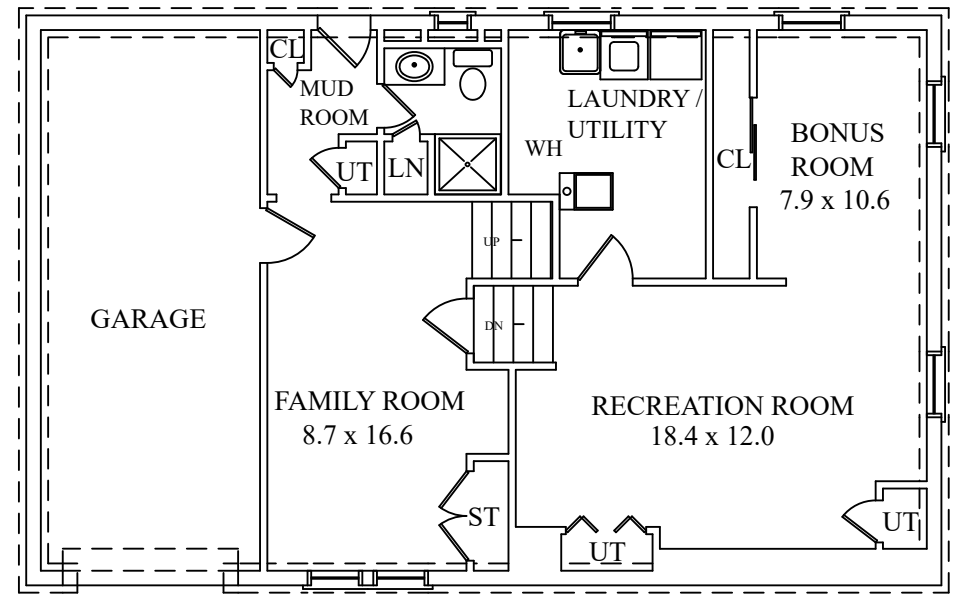 CL
MUD
ROOM
UT
LN
LAUNDRY /
UTILITY
WH
CL
BONUS
ROOM
7.9 x 10.6
UP
DN
GARAGE
FAMILY ROOM
8.7 x 16.6
RECREATION ROOM
18.4 x 12.0
ST
UT
UT